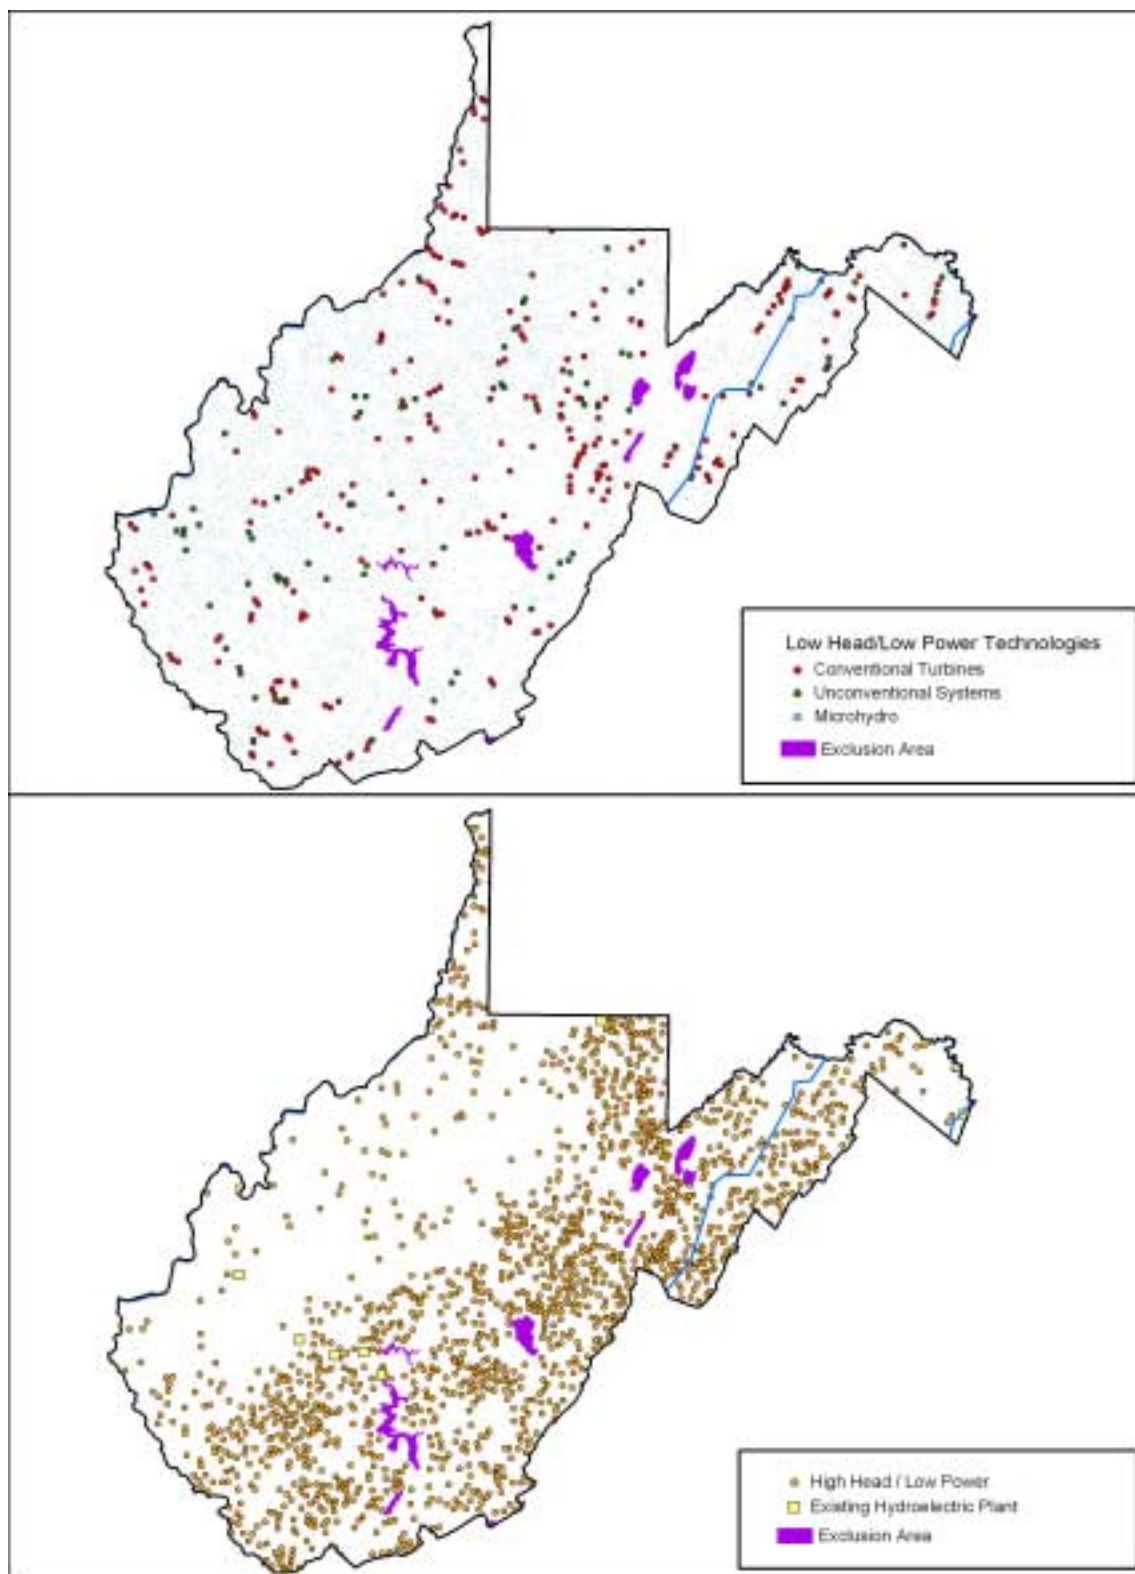 Low Head/Low Power Technologies
Conventional Turbines
Unconventional Systems
Microhydro
Exclusion Area
High Head / Low Power
Existing Hydroelectric Plant
Exclusion Area